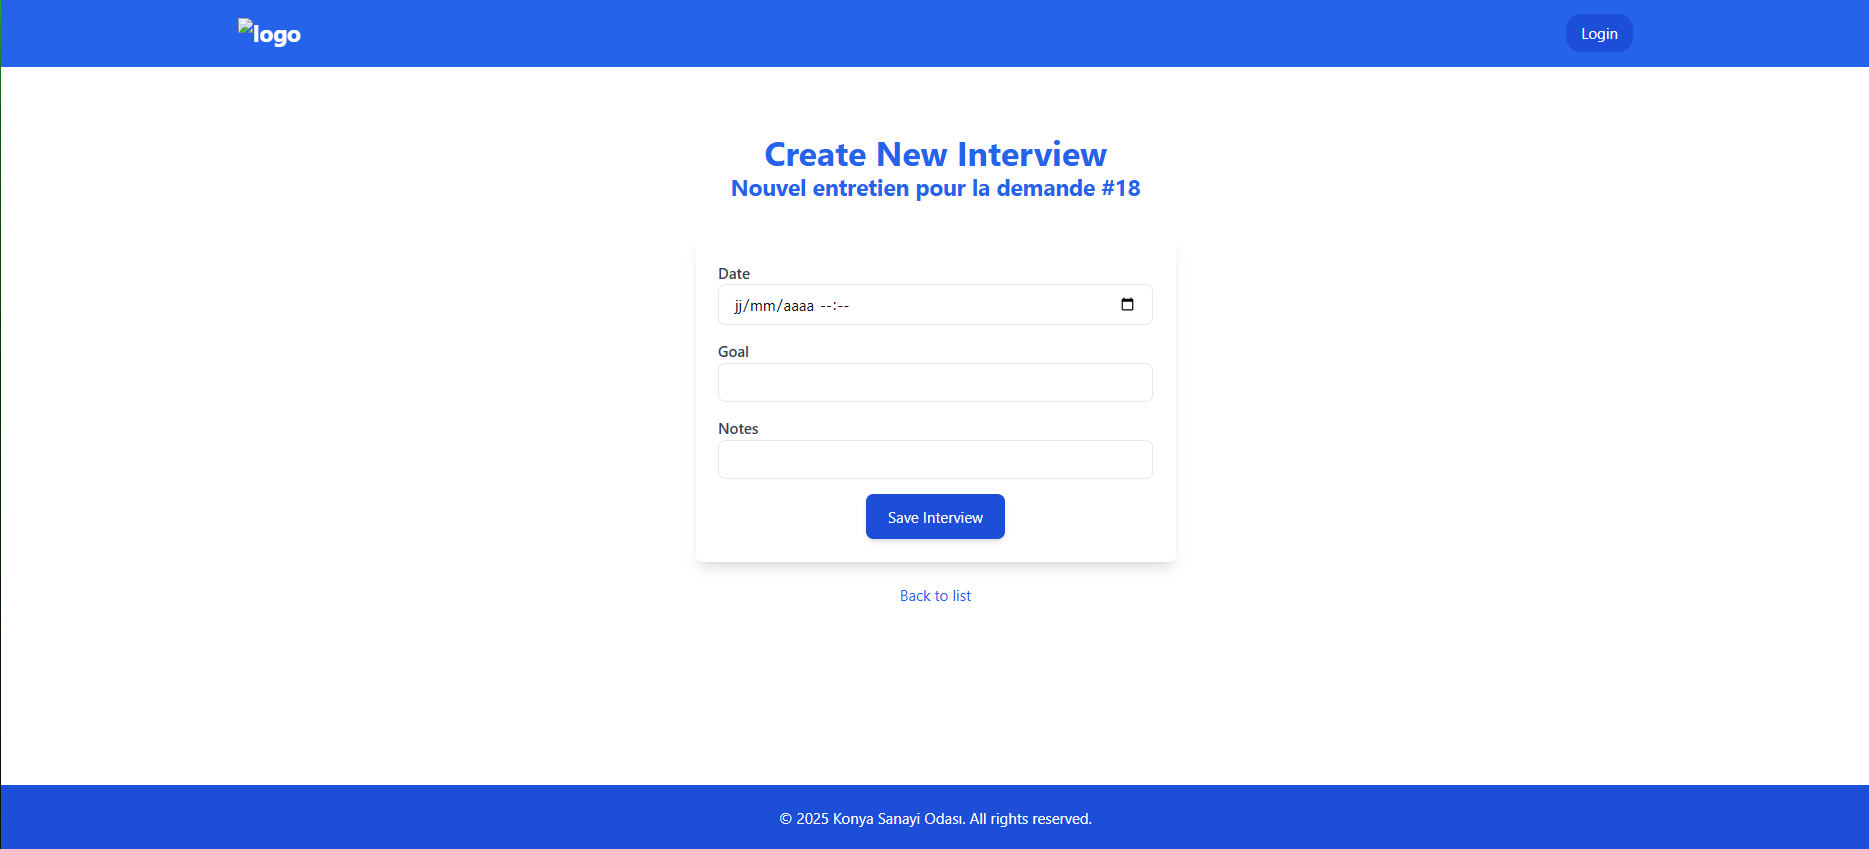 logo
Login
Create New Interview
Nouvel entretien pour la demande #18
Date
jj/mm/aaaa --:--
Goal
Notes
Save Interview
Back to list
© 2025 Konya Sanayi Odası. All rights reserved.